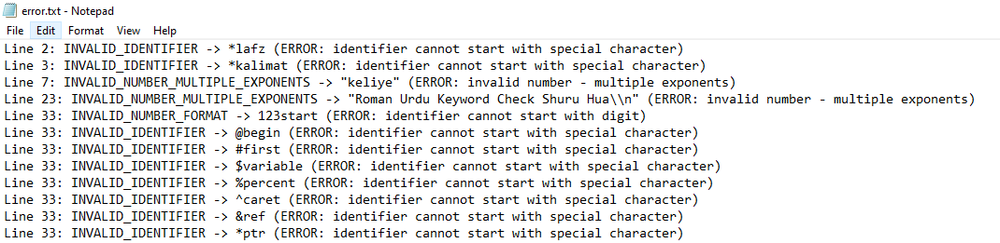 error.txt - Notepad
File Edit Format View Help
Line 2: INVALID_IDENTIFIER -> *lafz (ERROR: identifier cannot start with special character)
Line 3: INVALID_IDENTIFIER -> *kalimat (ERROR: identifier cannot start with special character)
Line 7: INVALID_NUMBER_MULTIPLE_EXPONENTS -> "keliye" (ERROR: invalid number - multiple exponents)
Line 23: INVALID_NUMBER_MULTIPLE_EXPONENTS -> "Roman Urdu Keyword Check Shuru Hua\\n" (ERROR: invalid number - multiple exponents)
Line 33: INVALID_NUMBER_FORMAT -> 123start (ERROR: identifier cannot start with digit)
Line 33: INVALID_IDENTIFIER -> @begin (ERROR: identifier cannot start with special character)
Line 33: INVALID_IDENTIFIER -> #first (ERROR: identifier cannot start with special character)
Line 33: INVALID_IDENTIFIER -> $variable (ERROR: identifier cannot start with special character)
Line 33: INVALID_IDENTIFIER -> %percent (ERROR: identifier cannot start with special character)
Line 33: INVALID_IDENTIFIER -> ^caret (ERROR: identifier cannot start with special character)
Line 33: INVALID_IDENTIFIER -> &ref (ERROR: identifier cannot start with special character)
Line 33: INVALID_IDENTIFIER -> *ptr (ERROR: identifier cannot start with special character)